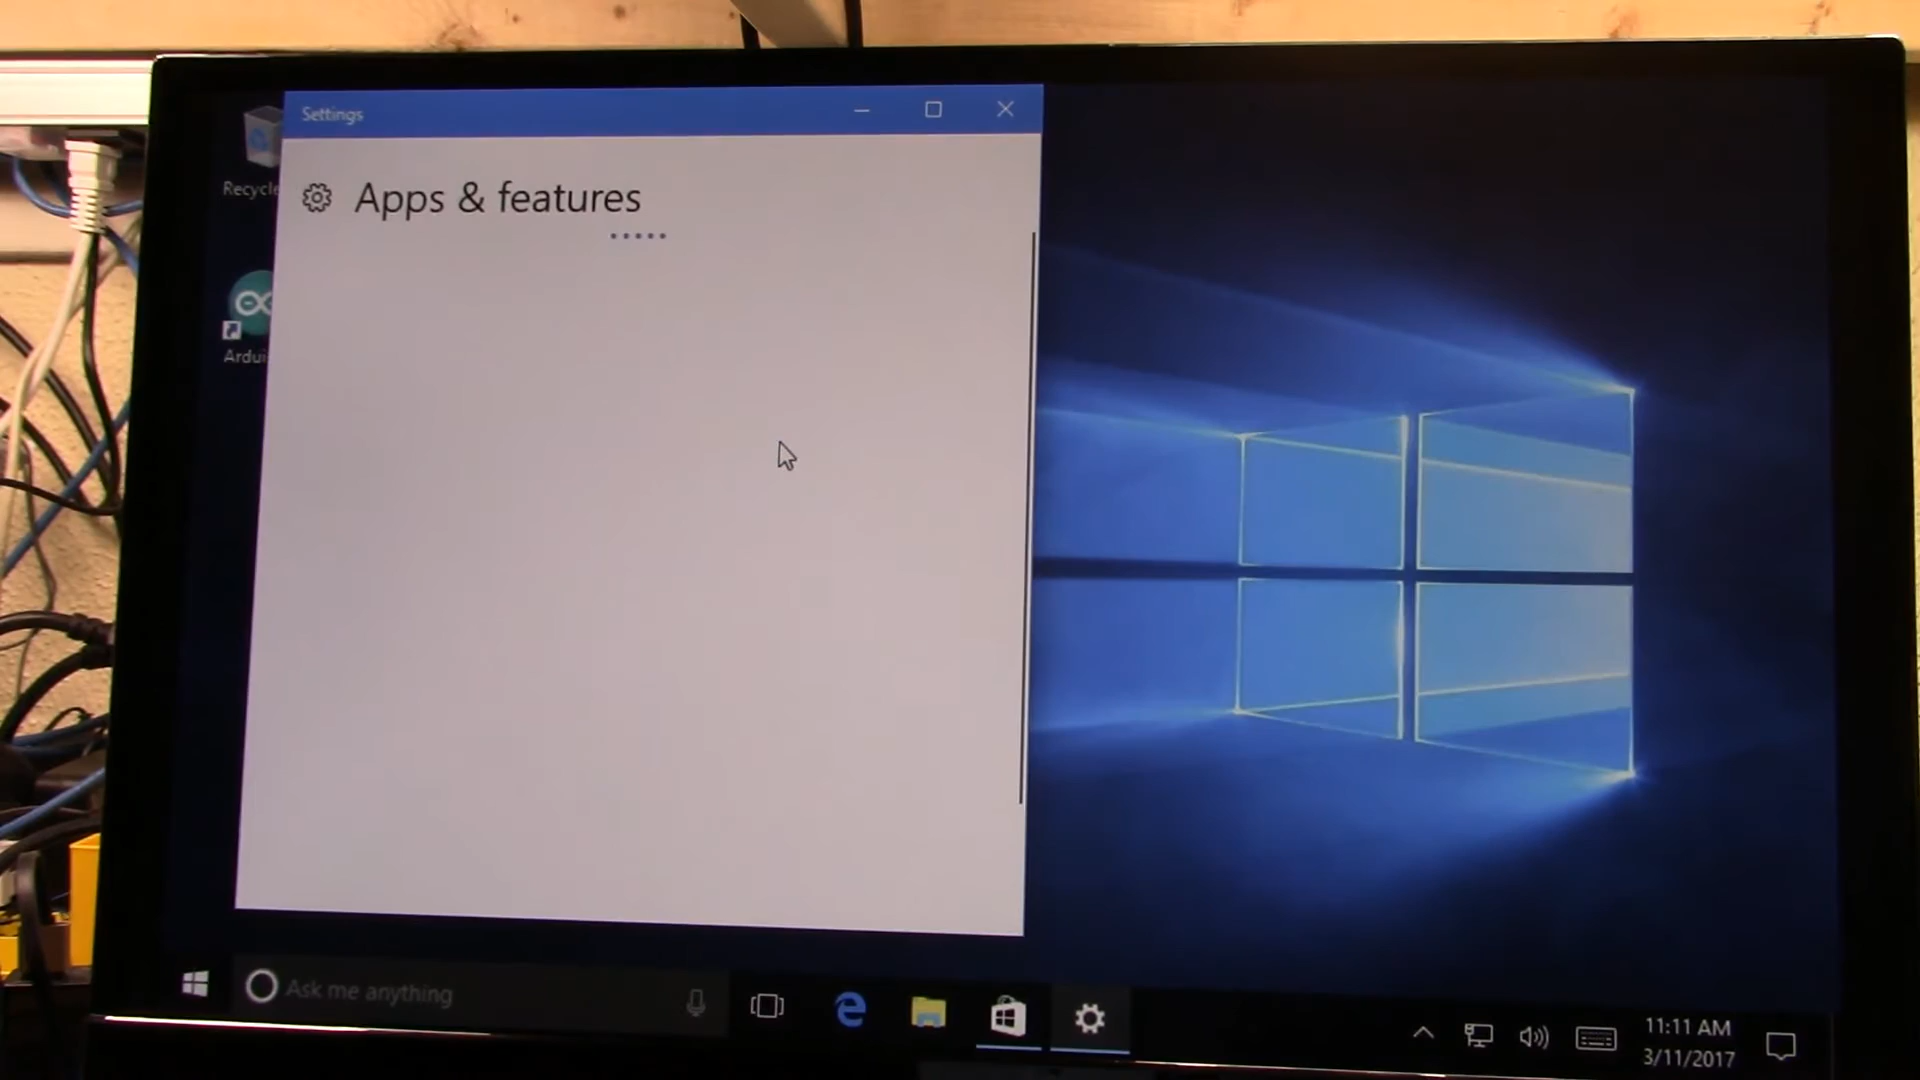 Settings
Apps & features
Recycle
Ardui
Ask me anything
11:11 AM
3/11/2017